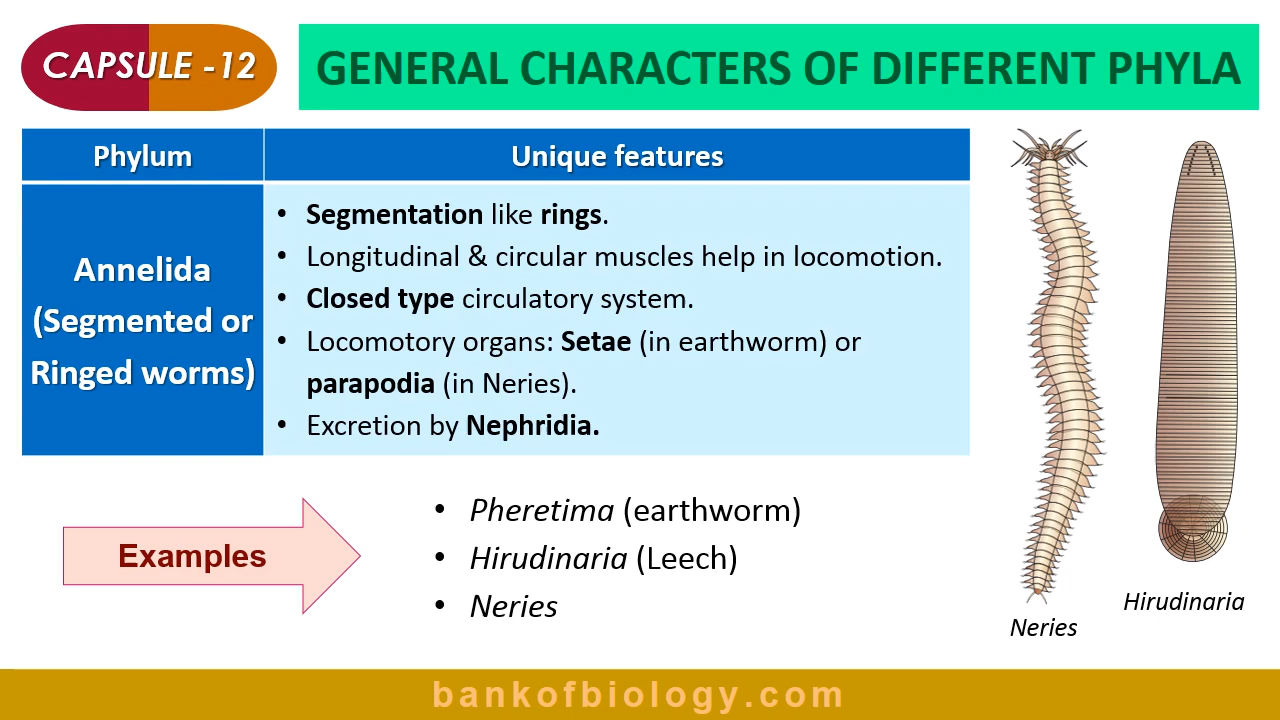 CAPSULE -12
GENERAL CHARACTERS OF DIFFERENT PHYLA
Phylum
Unique features
Annelida
(Segmented or
Ringed worms)
• Segmentation like rings.
• Longitudinal & circular muscles help in locomotion.
• Closed type circulatory system.
• Locomotory organs: Setae (in earthworm) or
parapodia (in Neries).
• Excretion by Nephridia.
Examples
• Pheretima (earthworm)
• Hirudinaria (Leech)
• Neries
Neries
Hirudinaria
bankofbiology.com